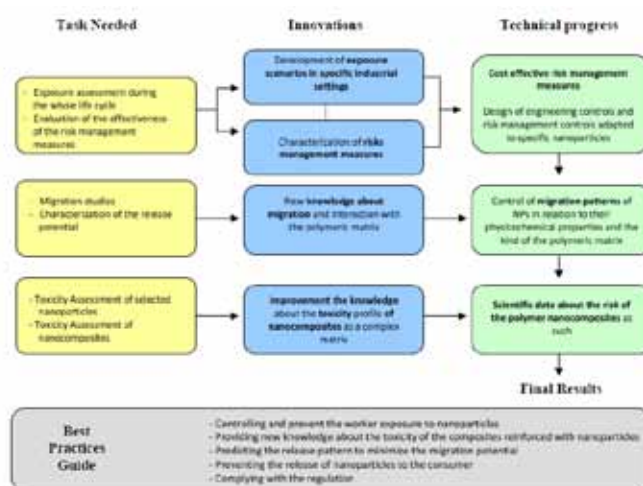 Task Needed
Innovations
Technical progress
- Exposure assessment during
the whole life cycle
- Evaluation of the effectiveness
of the risk management
measures
Development of exposure
scenarios in specific industrial
settings
Characterization of risks
management measures
Cost effective risk management
measures
Design of engineering controls and
risk management controls adapted
to specific nanoparticles
- Migration studies
- Characterization of the release
potential
New knowledge about
migration and interaction with
the polymeric matrix
Control of migration patterns of
NPs in relation to their
physicochemical properties and
the kind of the polymeric matrix
- Toxicity Assessment of selected
nanoparticles
- Toxicity Assessment of
nanocomposites
Improvement the knowledge
about the toxicity profile of
nanocomposites as a complex
matrix
Scientific data about the risk of
the polymer nanocomposites as
such
Final Results
Best
Practices
Guide
- Controlling and prevent the worker exposure to nanoparticles
- Providing new knowledge about the toxicity of the composites reinforced with nanoparticles
- Predicting the release pattern to minimize the migration potential
- Preventing the release of nanoparticles to the consumer
- Complying with the regulation